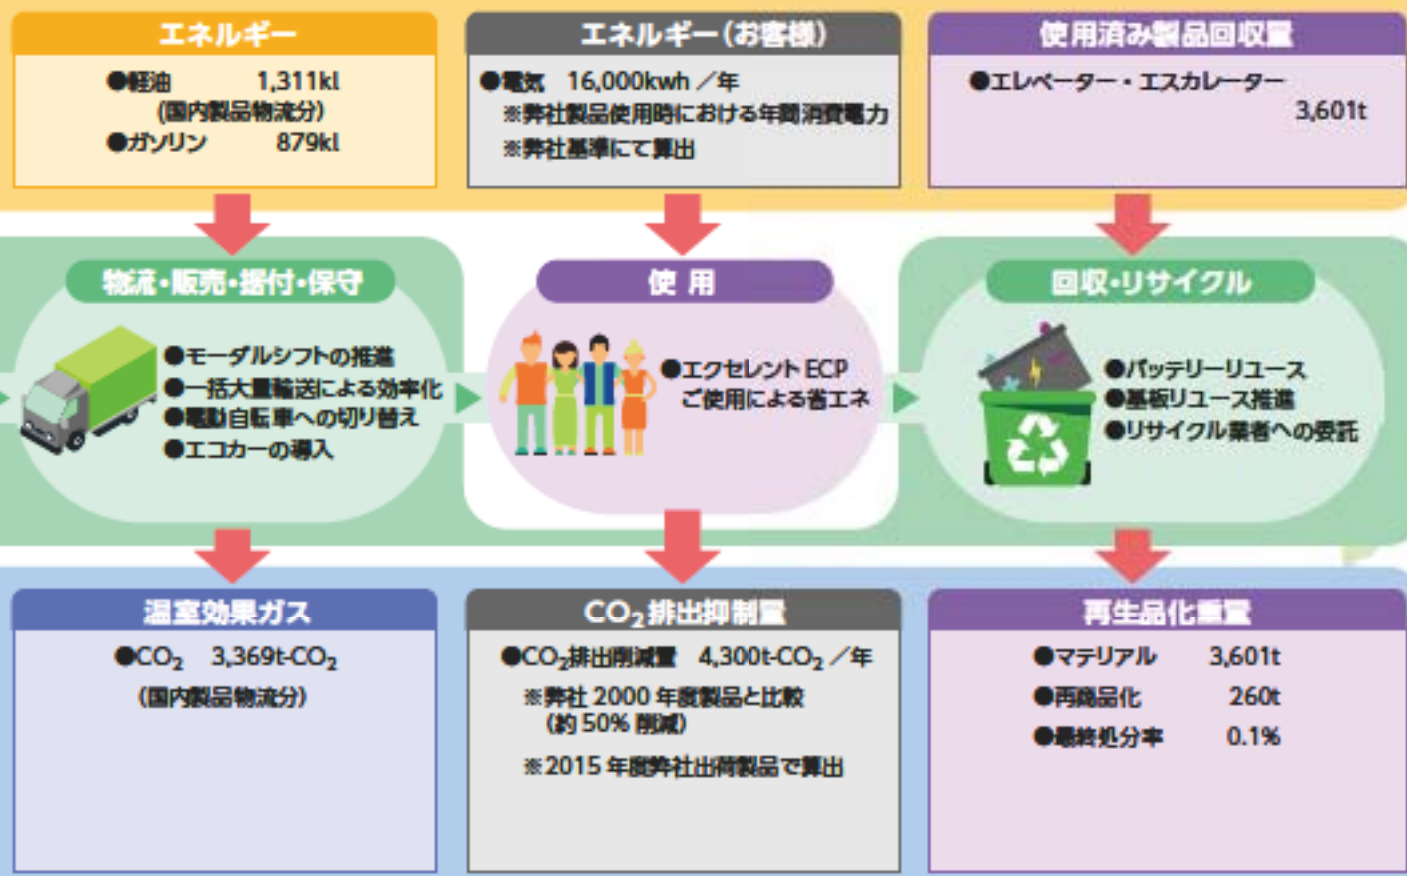 エネルギー
●軽油 1,311kl
(国内製品物流分)
●ガソリン 879kl
エネルギー(お客様)
●電気 16,000kwh／年
※弊社製品使用時における年間消費電力
※弊社基準にて算出
使用済み製品回収量
●エレベーター・エスカレーター
3,601t
物流・販売・据付・保守
●モーダルシフトの推進
●一括大量輸送による効率化
●電動自転車への切り替え
●エコカーの導入
使 用
●エクセレント ECP
ご使用による省エネ
回収・リサイクル
●バッテリーリユース
●基板リユース推進
●リサイクル業者への委託
温室効果ガス
●CO₂ 3,369t-CO₂
(国内製品物流分)
CO₂排出抑制量
●CO₂排出削減量 4,300t-CO₂／年
※弊社 2000 年度製品と比較
(約 50% 削減)
※2015 年度弊社出荷製品で算出
再生品化重量
●マテリアル 3,601t
●再商品化 260t
●最終処分率 0.1%